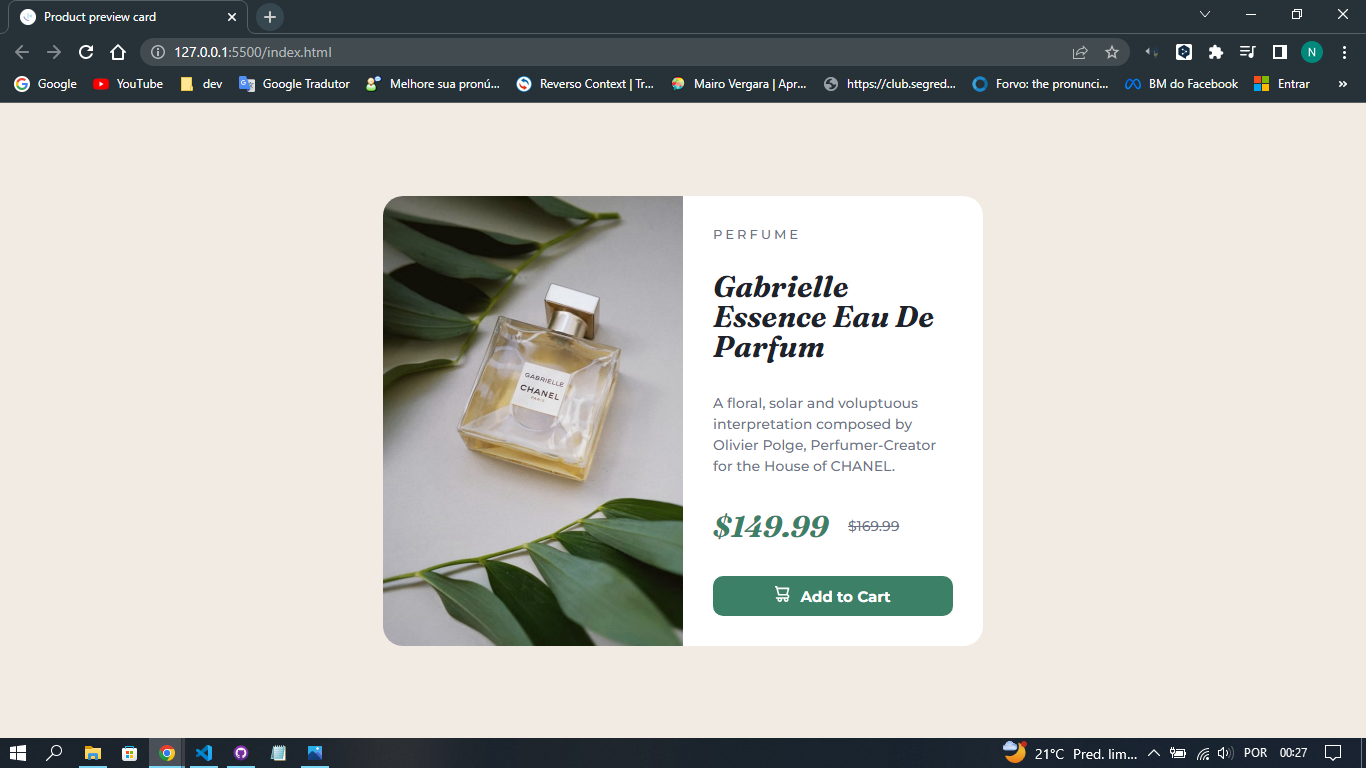 Product preview card
127.0.0.1:5500/index.html
N
Google
YouTube
dev
Google Tradutor
Melhore sua pronú...
Reverso Context | Tr...
Mairo Vergara | Apr...
https://club.segred...
Forvo: the pronunci...
BM do Facebook
Entrar
»
PERFUME
Gabrielle
Essence Eau De
Parfum
GABRIELLE
CHANEL
PARIS
A floral, solar and voluptuous
interpretation composed by
Olivier Polge, Perfumer-Creator
for the House of CHANEL.
$149.99 $169.99
Add to Cart
21°C Pred. lim...
POR
00:27